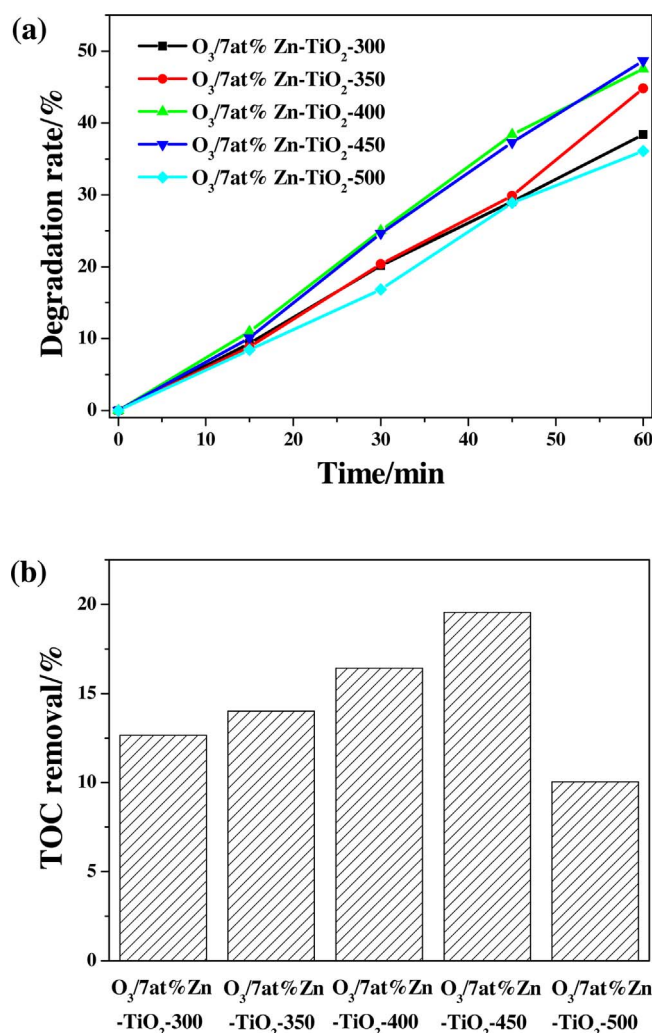 (a)
O₃/7at% Zn-TiO₂-300
O₃/7at% Zn-TiO₂-350
O₃/7at% Zn-TiO₂-400
O₃/7at% Zn-TiO₂-450
O₃/7at% Zn-TiO₂-500
Degradation rate/%
50
40
30
20
10
0
0 10 20 30 40 50 60
Time/min
(b)
TOC removal/%
20
15
10
5
0
O₃/7at%Zn O₃/7at%Zn O₃/7at%Zn O₃/7at%Zn O₃/7at%Zn
-TiO₂-300 -TiO₂-350 -TiO₂-400 -TiO₂-450 -TiO₂-500